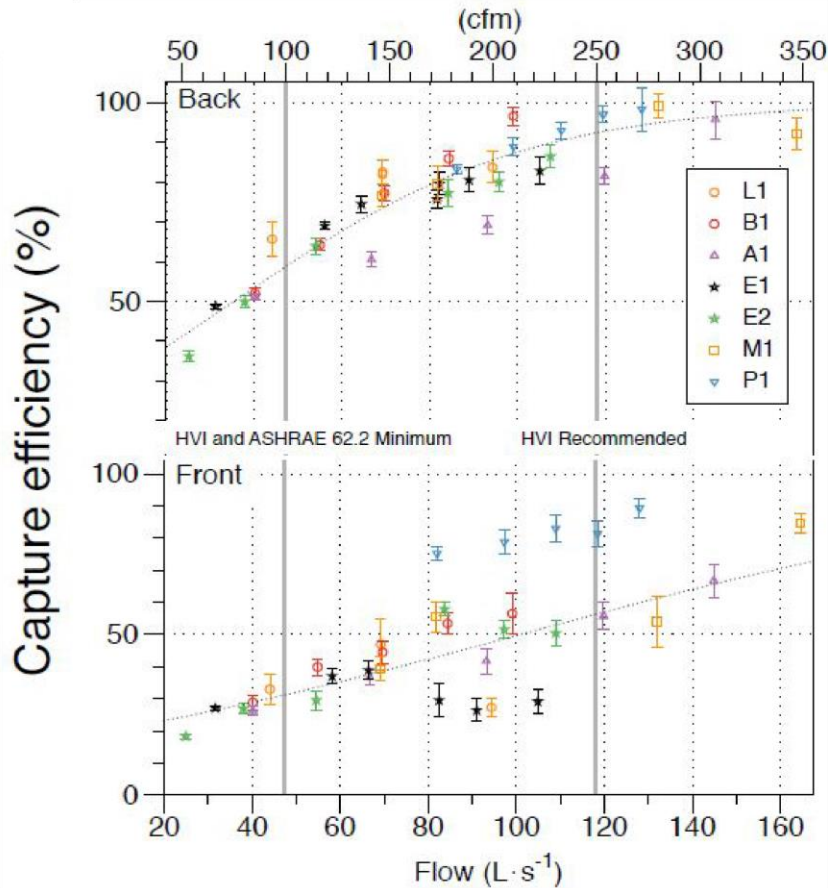 (cfm)
50 100 150 200 250 300 350
Back
100
50
L1
B1
A1
E1
E2
M1
P1
Capture efficiency (%)
HVI and ASHRAE 62.2 Minimum HVI Recommended
Front
100
50
0
20 40 60 80 100 120 140 160
Flow (L·s⁻¹)